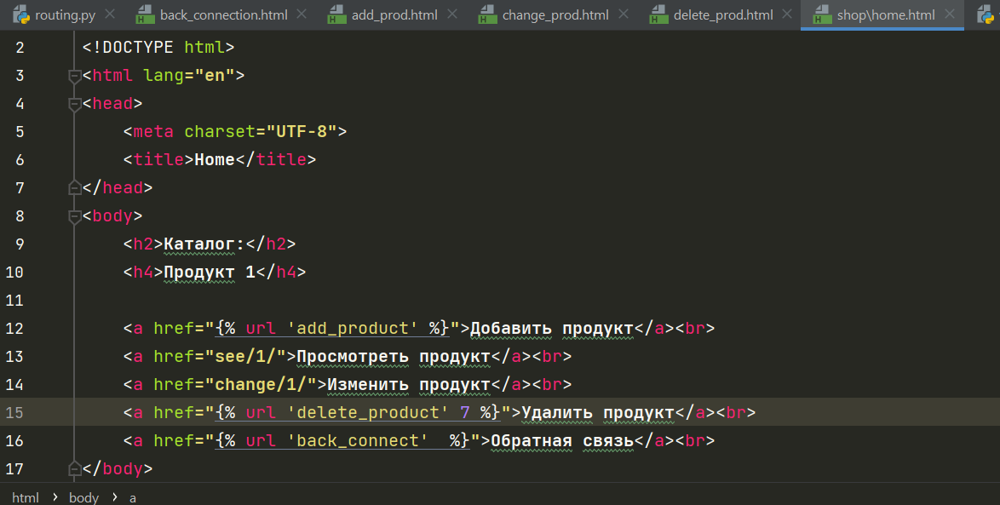 routing.py back_connection.html add_prod.html change_prod.html delete_prod.html shop\home.html
2 <!DOCTYPE html>
3 <html lang="en">
4 <head>
5 <meta charset="UTF-8">
6 <title>Home</title>
7 </head>
8 <body>
9 <h2>Каталог:</h2>
10 <h4>Продукт 1</h4>
11
12 <a href="{% url 'add_product' %}">Добавить продукт</a><br>
13 <a href="see/1/">Просмотреть продукт</a><br>
14 <a href="change/1/">Изменить продукт</a><br>
15 <a href="{% url 'delete_product' 7 %}">Удалить продукт</a><br>
16 <a href="{% url 'back_connect'  %}">Обратная связь</a><br>
17 </body>
html > body > a